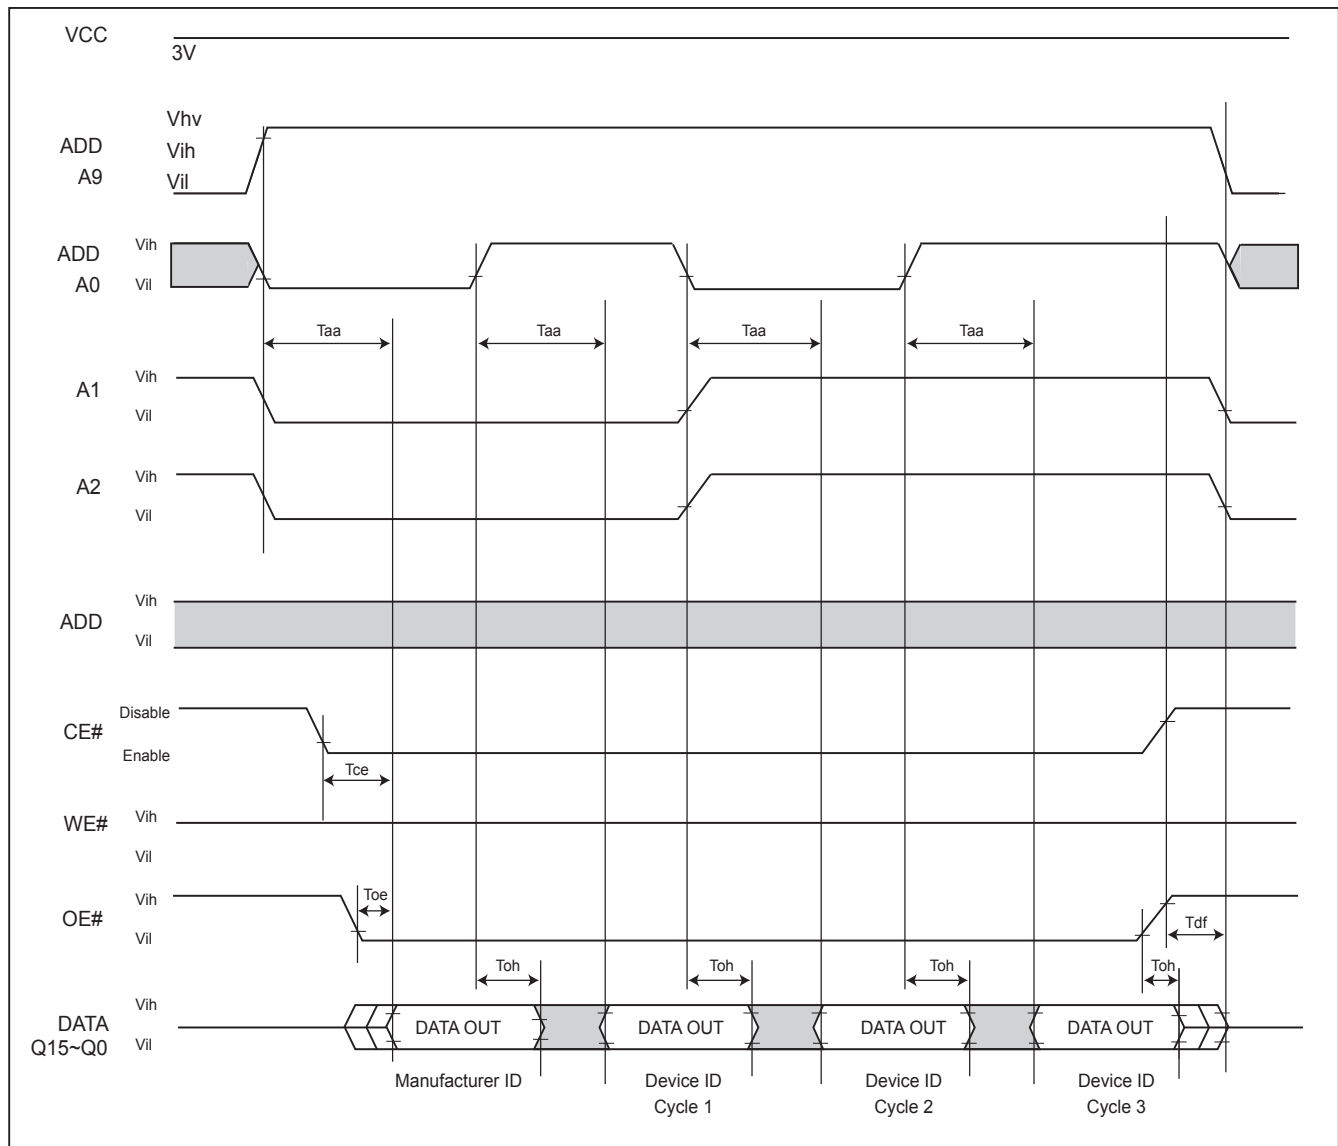 VCC
3V
Vhv
ADD
Vih
A9
Vil
ADD
Vih
A0
Vil
Taa
Taa
Taa
Taa
Vih
A1
Vil
Vih
A2
Vil
Vih
ADD
Vil
Disable
CE#
Enable
Tce
WE#
Vih
Vil
Vih
Toe
OE#
Vil
Tdf
Toh
Toh
Toh
Toh
Vih
DATA
Q15~Q0
Vil
DATA OUT
DATA OUT
DATA OUT
DATA OUT
Manufacturer ID
Device ID
Cycle 1
Device ID
Cycle 2
Device ID
Cycle 3